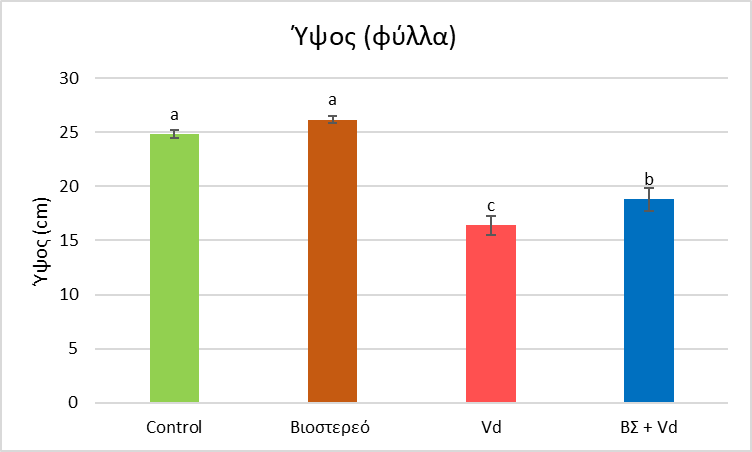 Ύψος (φύλλα)
Ύψος (cm)
30
25
20
15
10
5
0
a
a
c
b
Control
Βιοστερεό
Vd
ΒΣ + Vd